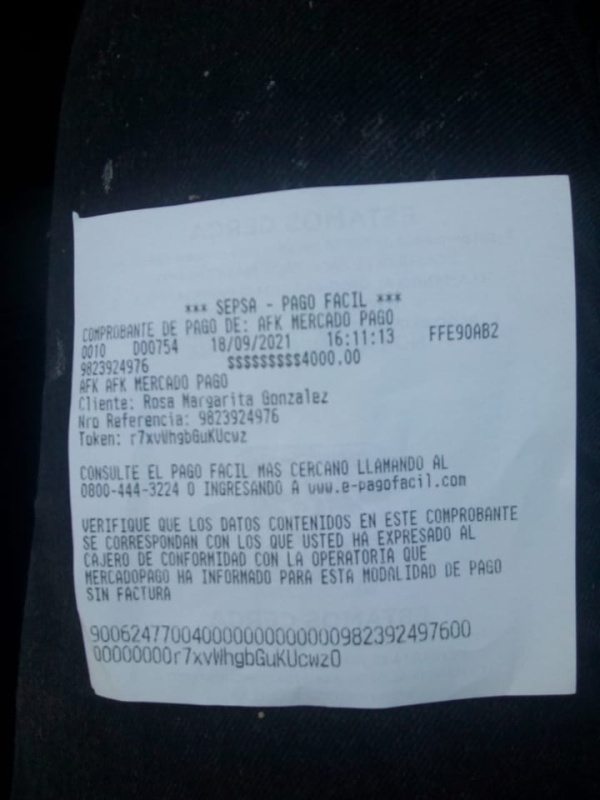 *** SEPSA - PAGO FACIL ***
COMPROBANTE DE PAGO DE: AFK MERCADO PAGO
0010 D00754 18/09/2021 16:11:13 FFE90AB2
9823924976 $$$$$$$$$4000.00
AFK AFK MERCADO PAGO
Cliente: Rosa Margarita Gonzalez
Nro Referencia: 9823924976
Token: r7xvWhgbGuKUcwz
CONSULTE EL PAGO FACIL MAS CERCANO LLAMANDO AL
0800-444-3224 O INGRESANDO A www.e-pagofacil.com
VERIFIQUE QUE LOS DATOS CONTENIDOS EN ESTE COMPROBANTE
SE CORRESPONDAN CON LOS QUE USTED HA EXPRESADO AL
CAJERO DE CONFORMIDAD CON LA OPERATORIA QUE
MERCADOPAGO HA INFORMADO PARA ESTA MODALIDAD DE PAGO
SIN FACTURA
900624770040000000000000982392497600
00000000r7xvWhgbGuKUcwz0